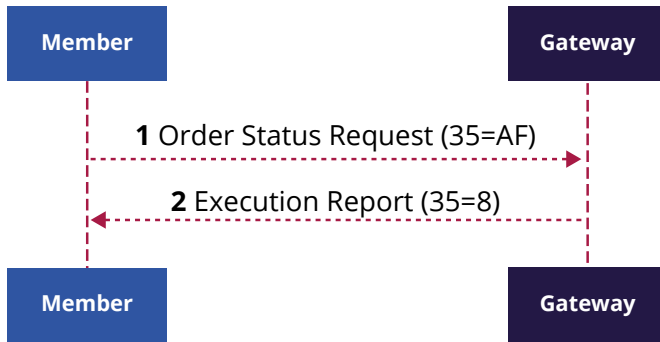 Member
Gateway
1 Order Status Request (35=AF)
2 Execution Report (35=8)
Member
Gateway